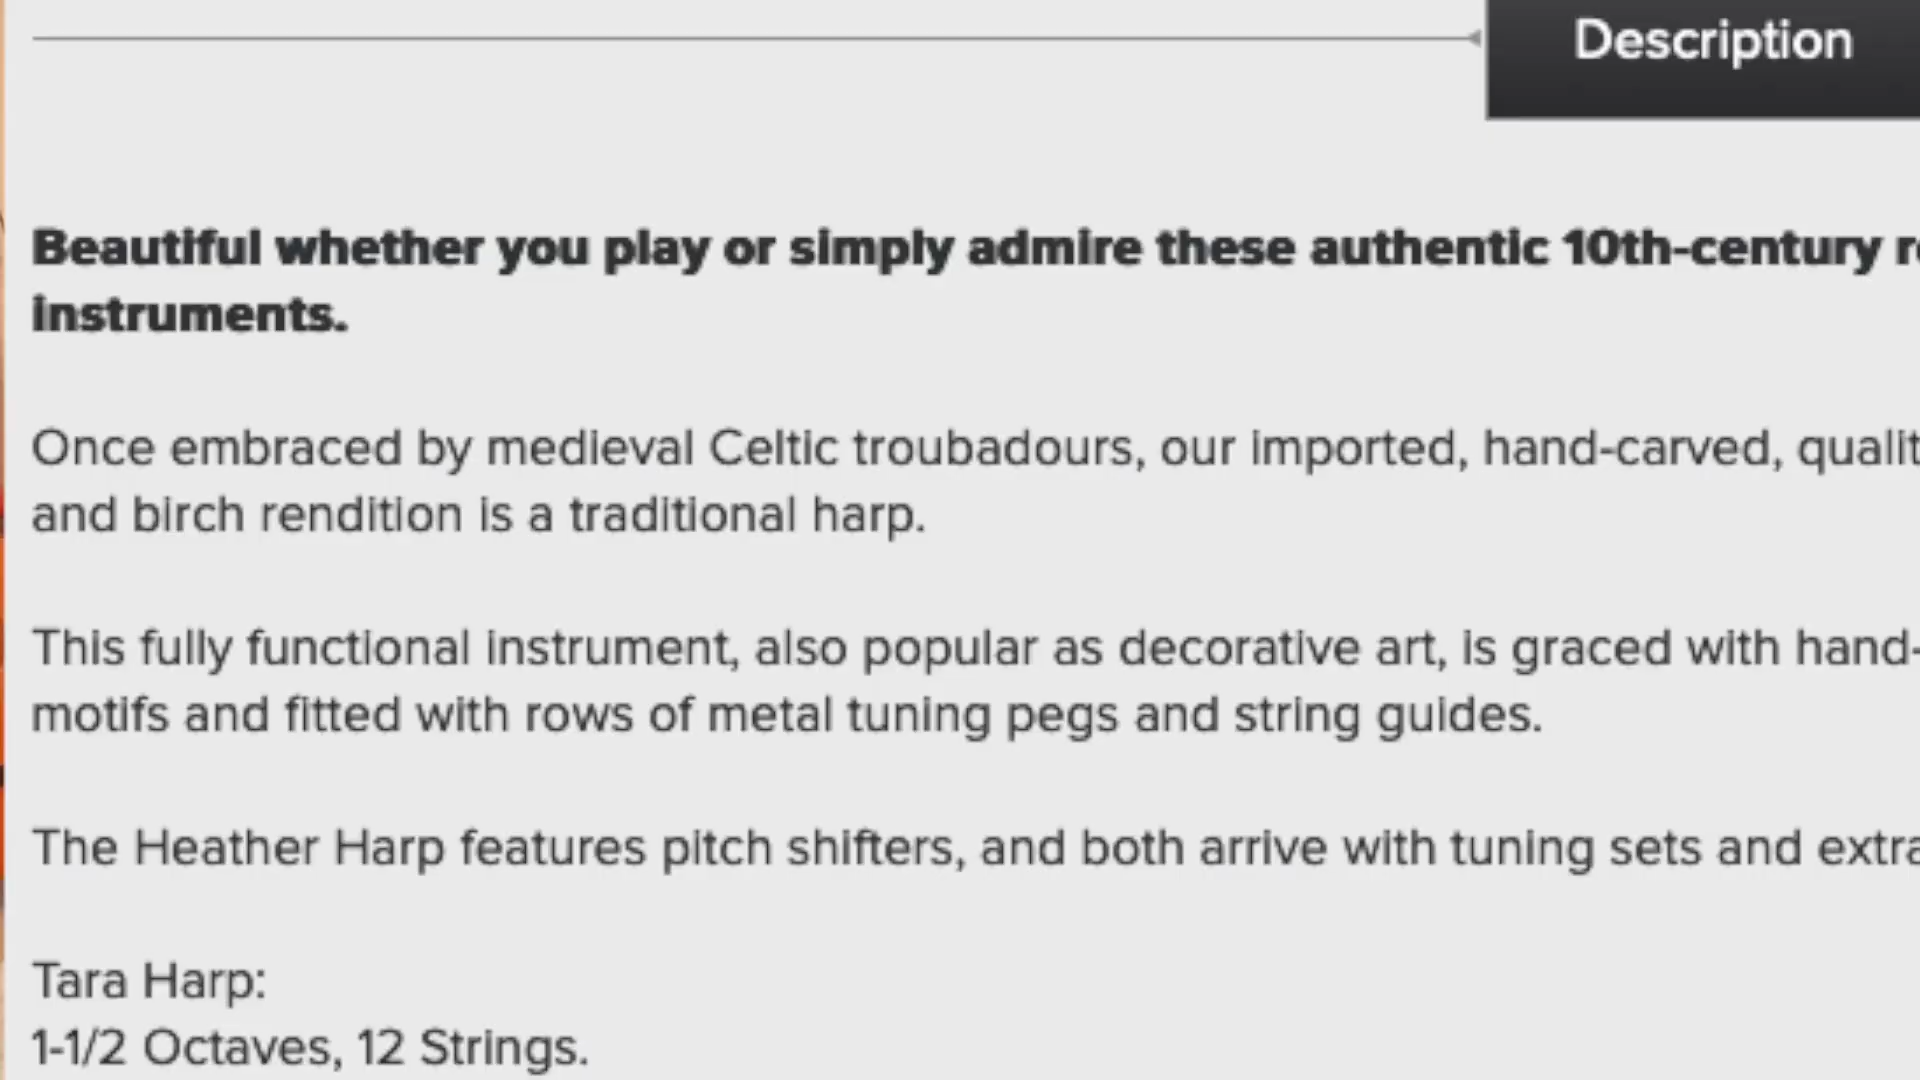 Description
Beautiful whether you play or simply admire these authentic 10th-century
instruments.
Once embraced by medieval Celtic troubadours, our imported, hand-carved,
and birch rendition is a traditional harp.
This fully functional instrument, also popular as decorative art, is graced with hand-
motifs and fitted with rows of metal tuning pegs and string guides.
The Heather Harp features pitch shifters, and both arrive with tuning sets and extra
Tara Harp:
1-1/2 Octaves, 12 Strings.